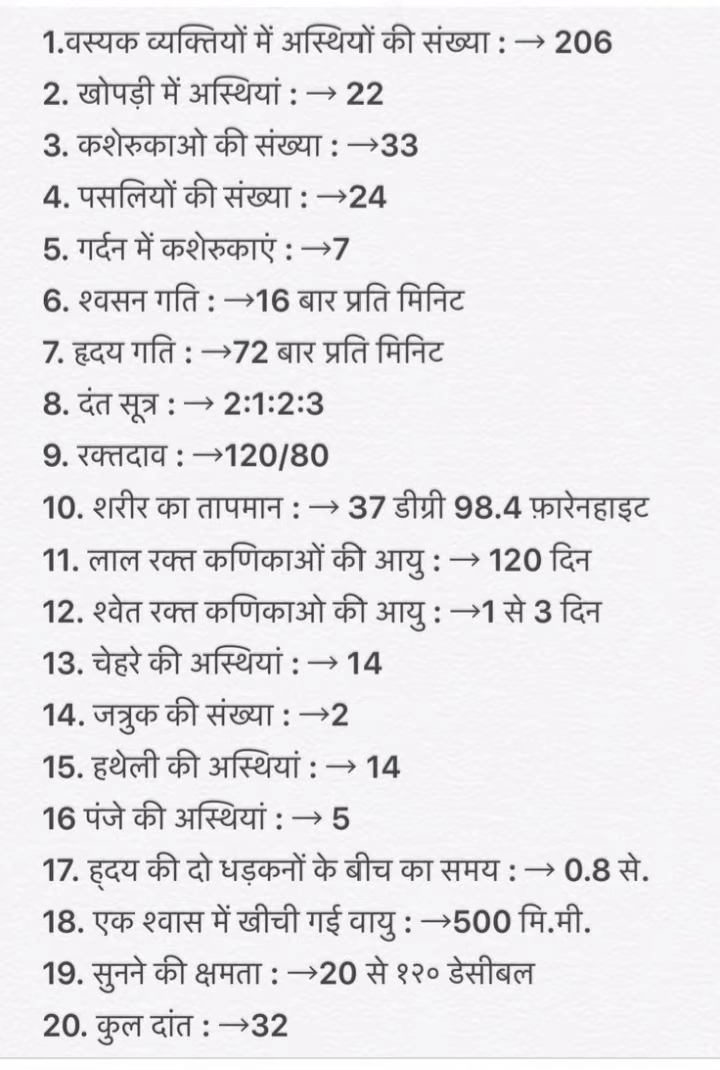 1.वस्यक व्यक्तियों में अस्थियों की संख्या : → 206
2. खोपड़ी में अस्थियां : → 22
3. कशेरुकाओ की संख्या : →33
4. पसलियों की संख्या : →24
5. गर्दन में कशेरुकाएं : →7
6. श्वसन गति : →16 बार प्रति मिनिट
7. हृदय गति : →72 बार प्रति मिनिट
8. दंत सूत्र : → 2:1:2:3
9. रक्तदाव : →120/80
10. शरीर का तापमान : → 37 डीग्री 98.4 फ़ारेनहाइट
11. लाल रक्त कणिकाओं की आयु : → 120 दिन
12. श्वेत रक्त कणिकाओ की आयु : →1 से 3 दिन
13. चेहरे की अस्थियां : → 14
14. जत्रुक की संख्या : →2
15. हथेली की अस्थियां : → 14
16 पंजे की अस्थियां : → 5
17. ह्दय की दो धड़कनों के बीच का समय : → 0.8 से.
18. एक श्वास में खीची गई वायु : →500 मि.मी.
19. सुनने की क्षमता : →20 से १२० डेसीबल
20. कुल दांत : →32